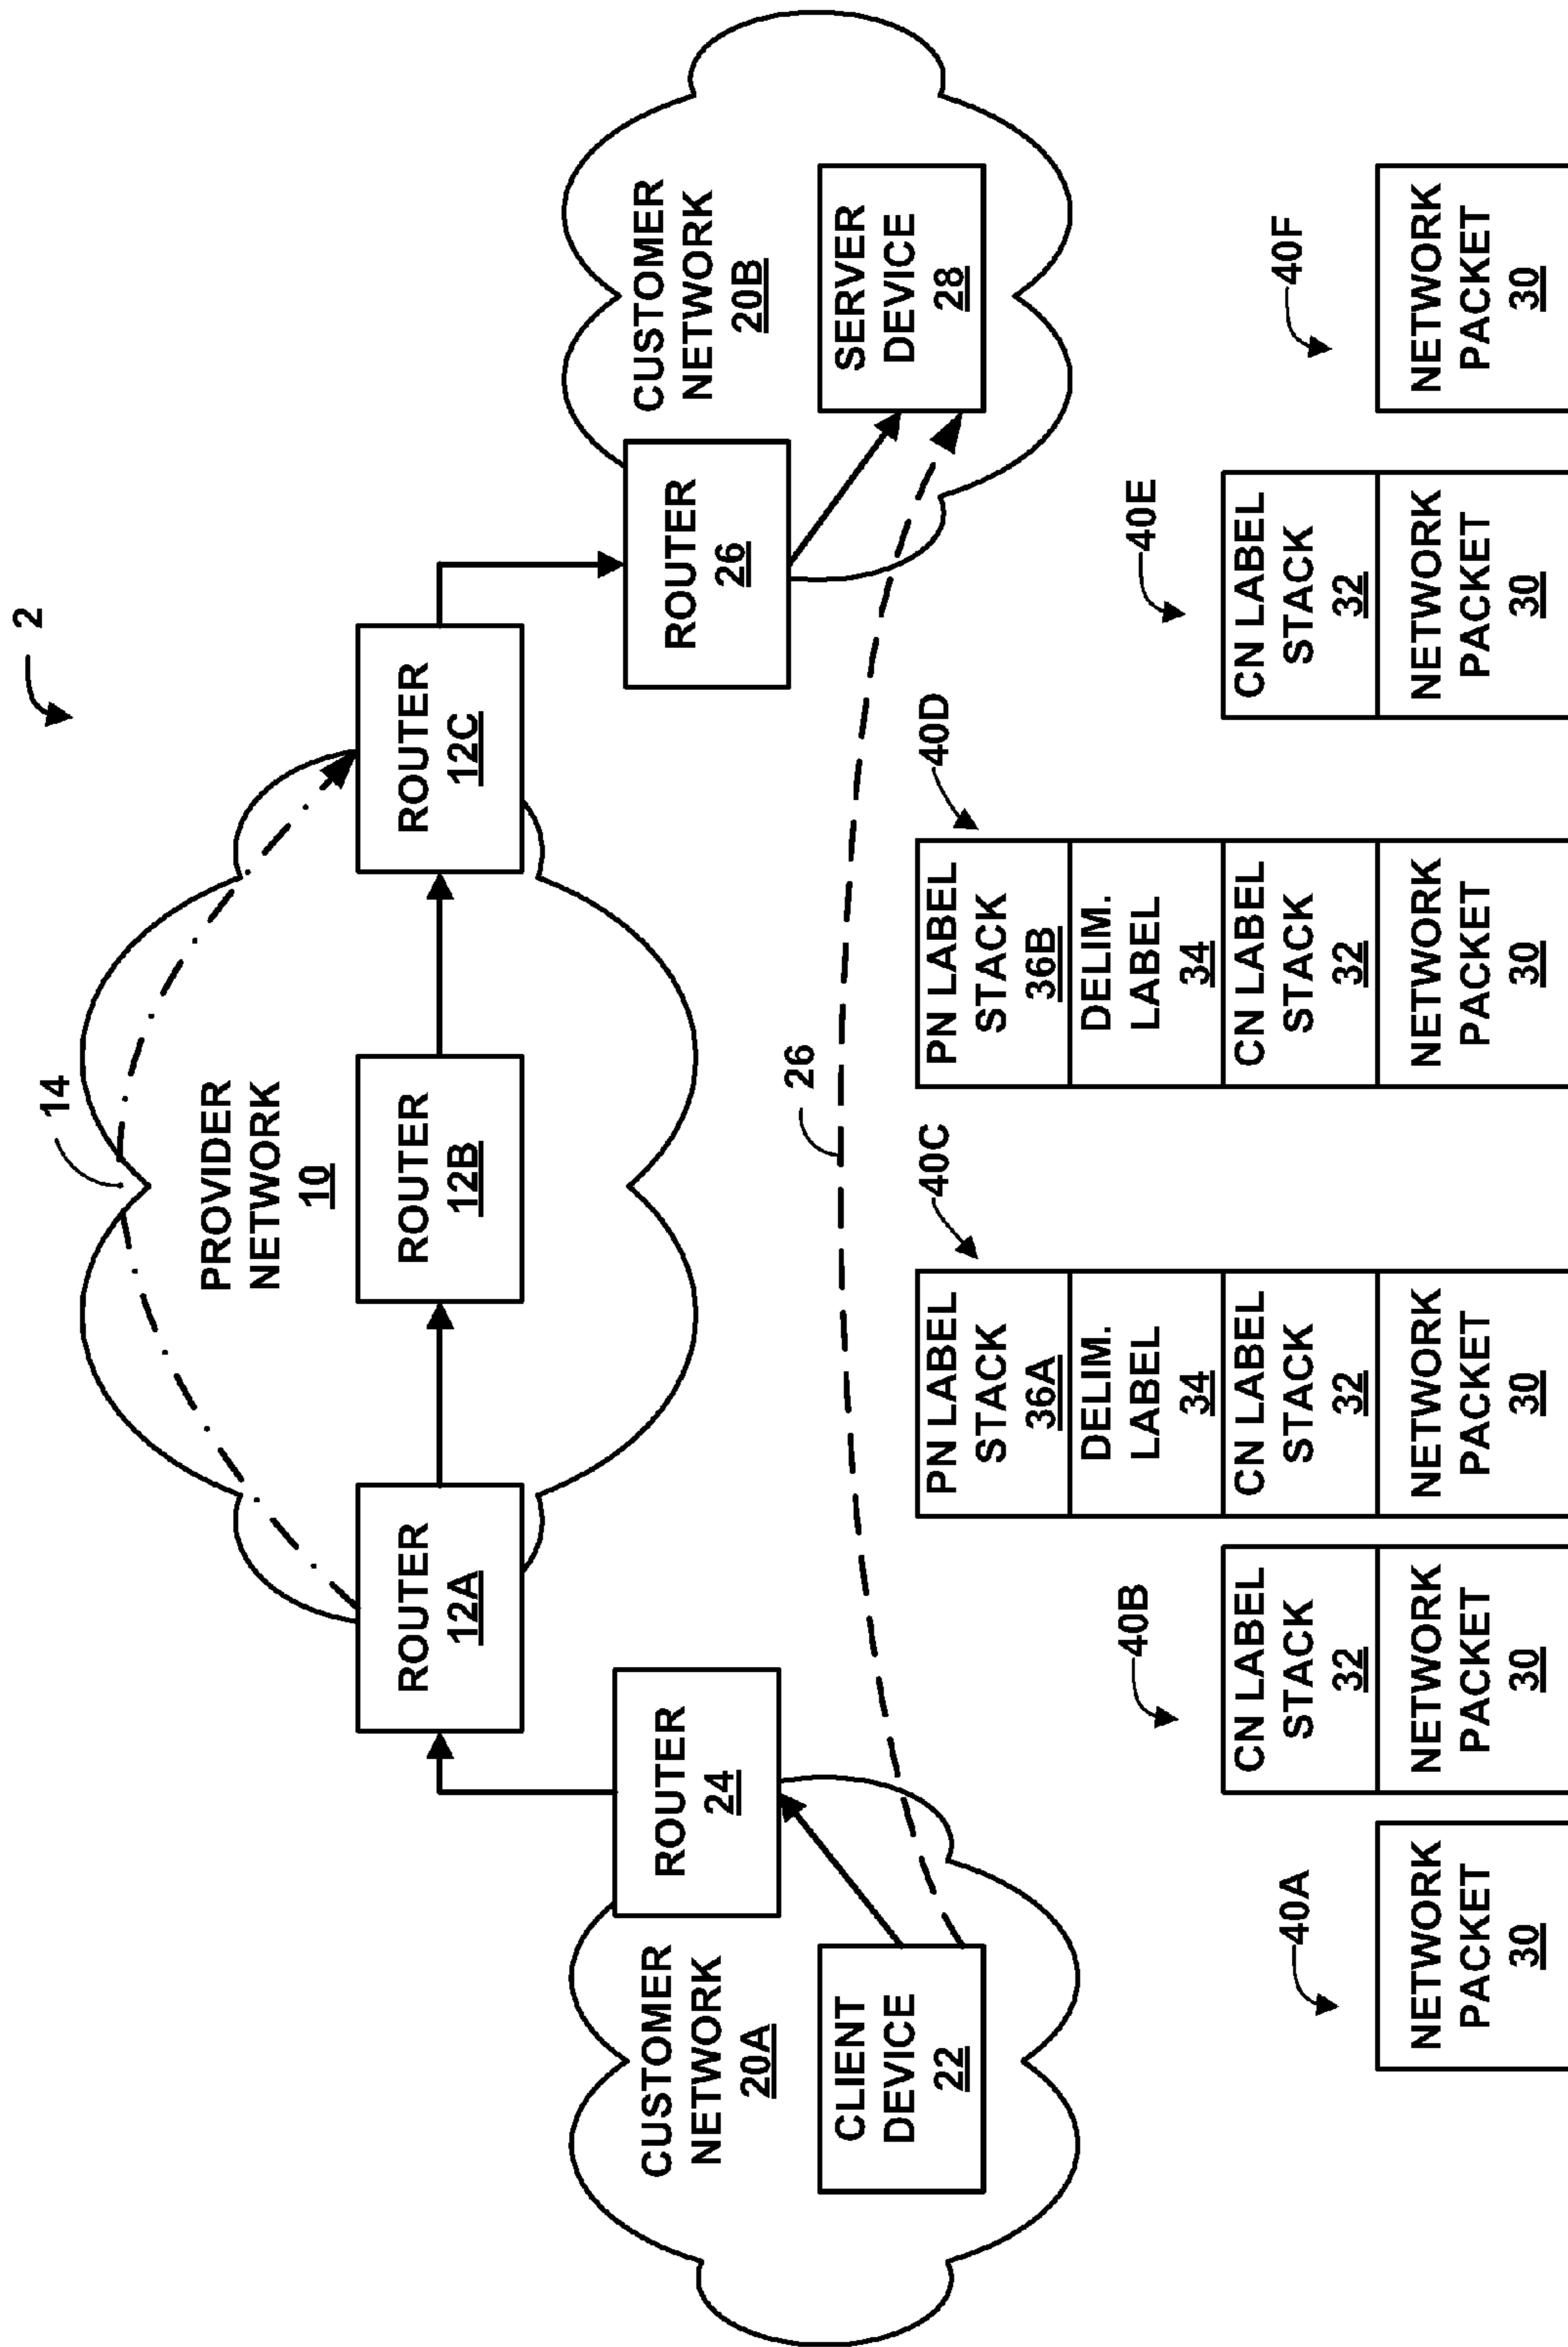 2
14
PROVIDER
NETWORK
10
ROUTER
12A
ROUTER
12B
ROUTER
12C
CUSTOMER
NETWORK
20A
ROUTER
24
CLIENT
DEVICE
22
26
ROUTER
26
CUSTOMER
NETWORK
20B
SERVER
DEVICE
28
40A
NETWORK
PACKET
30
40B
CN LABEL
STACK
32
NETWORK
PACKET
30
40C
PN LABEL
STACK
36A
DELIM.
LABEL
34
CN LABEL
STACK
32
NETWORK
PACKET
30
40D
PN LABEL
STACK
36B
DELIM.
LABEL
34
CN LABEL
STACK
32
NETWORK
PACKET
30
40E
CN LABEL
STACK
32
NETWORK
PACKET
30
40F
NETWORK
PACKET
30